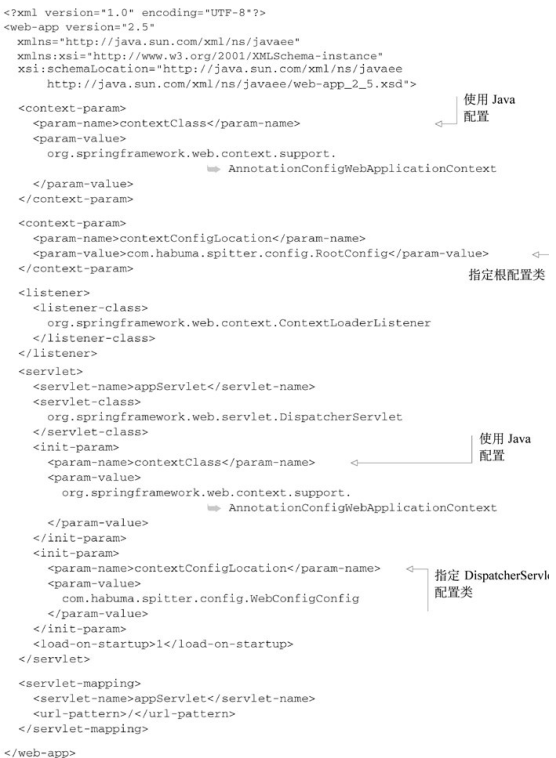 <?xml version="1.0" encoding="UTF-8"?>
<web-app version="2.5"
xmlns="http://java.sun.com/xml/ns/javaee"
xmlns:xsi="http://www.w3.org/2001/XMLSchema-instance"
xsi:schemaLocation="http://java.sun.com/xml/ns/javaee
http://java.sun.com/xml/ns/javaee/web-app_2_5.xsd">
使用 Java
配置
<context-param>
<param-name>contextClass</param-name>
<param-value>
org.springframework.web.context.support.
AnnotationConfigWebApplicationContext
</param-value>
</context-param>
<context-param>
<param-name>contextConfigLocation</param-name>
<param-value>com.habuma.spitter.config.RootConfig</param-value>
</context-param>
指定根配置类
<listener>
<listener-class>
org.springframework.web.context.ContextLoaderListener
</listener-class>
</listener>
<servlet>
<servlet-name>appServlet</servlet-name>
<servlet-class>
org.springframework.web.servlet.DispatcherServlet
</servlet-class>
使用 Java
配置
<init-param>
<param-name>contextClass</param-name>
<param-value>
org.springframework.web.context.support.
AnnotationConfigWebApplicationContext
</param-value>
</init-param>
<init-param>
<param-name>contextConfigLocation</param-name>
指定 DispatcherServle
配置类
<param-value>
com.habuma.spitter.config.WebConfigConfig
</param-value>
</init-param>
<load-on-startup>1</load-on-startup>
</servlet>
<servlet-mapping>
<servlet-name>appServlet</servlet-name>
<url-pattern>/</url-pattern>
</servlet-mapping>
</web-app>